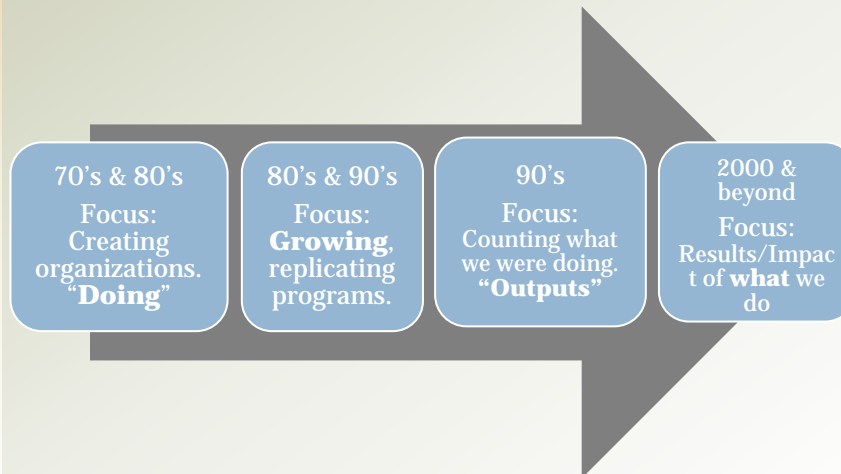 70’s & 80’s
Focus:
Creating
organizations.
“Doing”
80’s & 90’s
Focus:
Growing,
replicating
programs.
90’s
Focus:
Counting what
we were doing.
“Outputs”
2000 &
beyond
Focus:
Results/Impac
t of what we
do